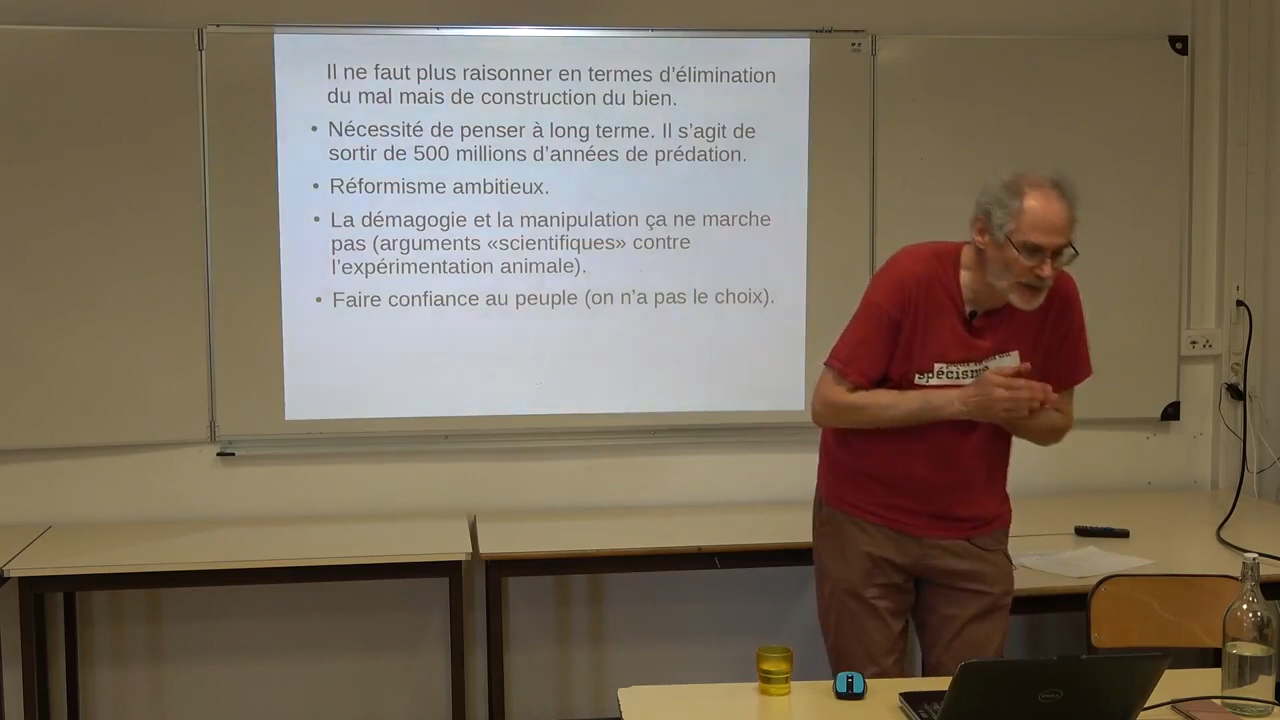 Il ne faut plus raisonner en termes d’élimination
du mal mais de construction du bien.
• Nécessité de penser à long terme. Il s’agit de
sortir de 500 millions d’années de prédation.
• Réformisme ambitieux.
• La démagogie et la manipulation ça ne marche
pas (arguments «scientifiques» contre
l’expérimentation animale).
• Faire confiance au peuple (on n’a pas le choix).
spécisme
DELL